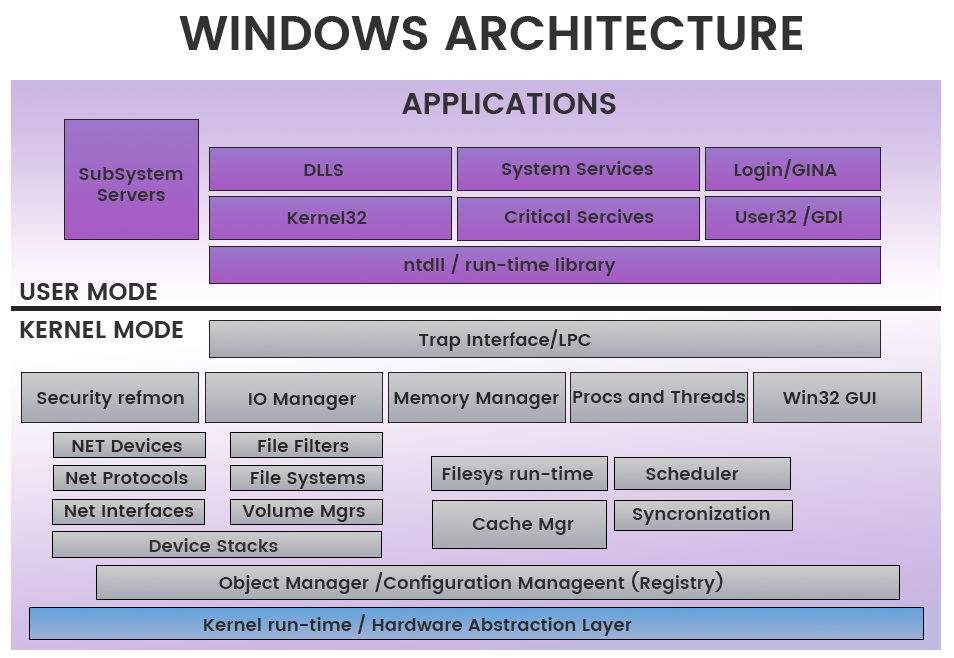 WINDOWS ARCHITECTURE
APPLICATIONS
SubSystem
Servers
DLLS
System Services
Login/GINA
Kernel32
Critical Sercives
User32 /GDI
ntdll / run-time library
USER MODE
KERNEL MODE
Trap Interface/LPC
Security refmon
IO Manager
Memory Manager
Procs and Threads
Win32 GUI
NET Devices
File Filters
Net Protocols
File Systems
Filesys run-time
Scheduler
Net Interfaces
Volume Mgrs
Cache Mgr
Syncronization
Device Stacks
Object Manager /Configuration Manageent (Registry)
Kernel run-time / Hardware Abstraction Layer